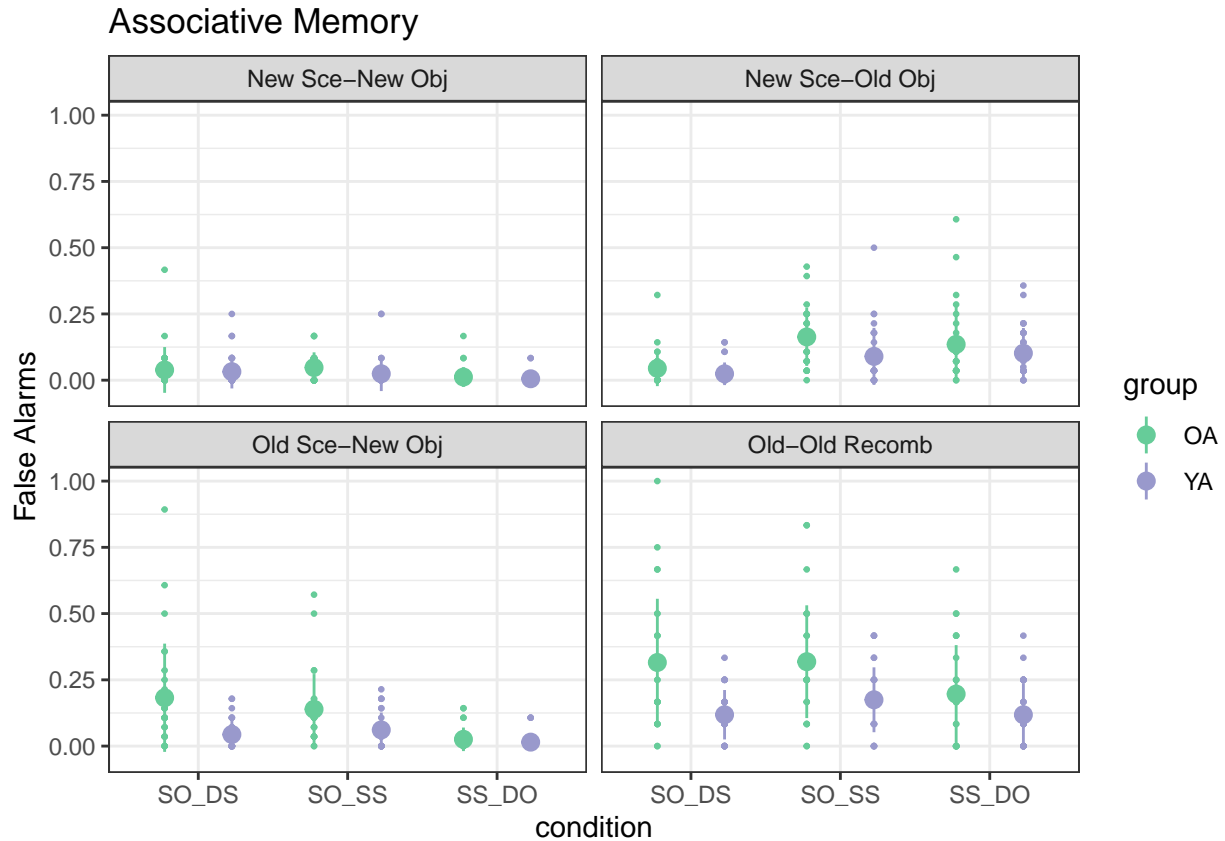 Associative Memory
New Sce−New Obj
New Sce−Old Obj
1.00
0.75
0.50
0.25
0.00
Old Sce−New Obj
Old−Old Recomb
1.00
0.75
0.50
0.25
0.00
False Alarms
SO_DS SO_SS SS_DO
SO_DS SO_SS SS_DO
condition
group
OA
YA